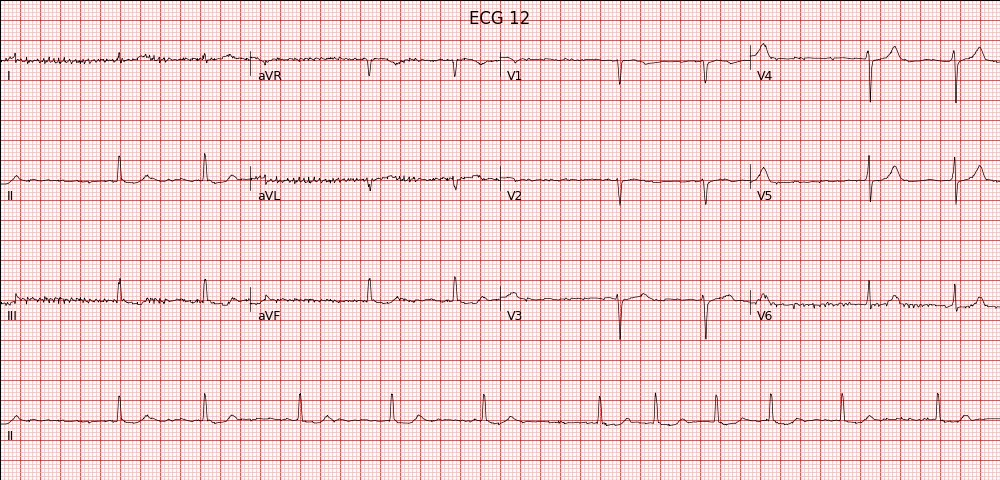 ECG 12
I aVR V1 V4
II aVL V2 V5
III aVF V3 V6
II